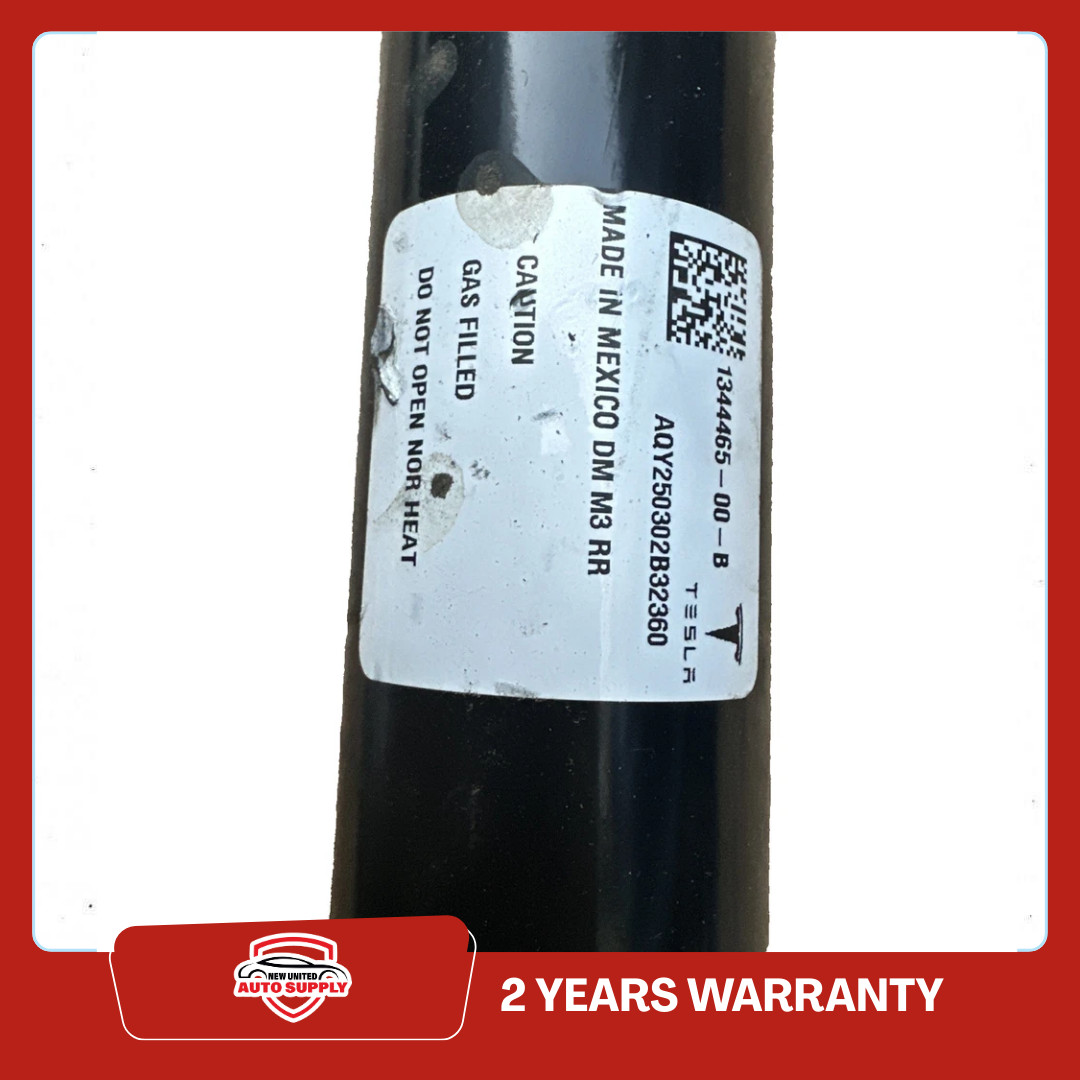 1344465-00-B
TESLA
AQY250302B32360
MADE IN MEXICO DM M3 RR
CAUTION
GAS FILLED
DO NOT OPEN NOR HEAT
NEW UNITED
AUTO SUPPLY
2 YEARS WARRANTY